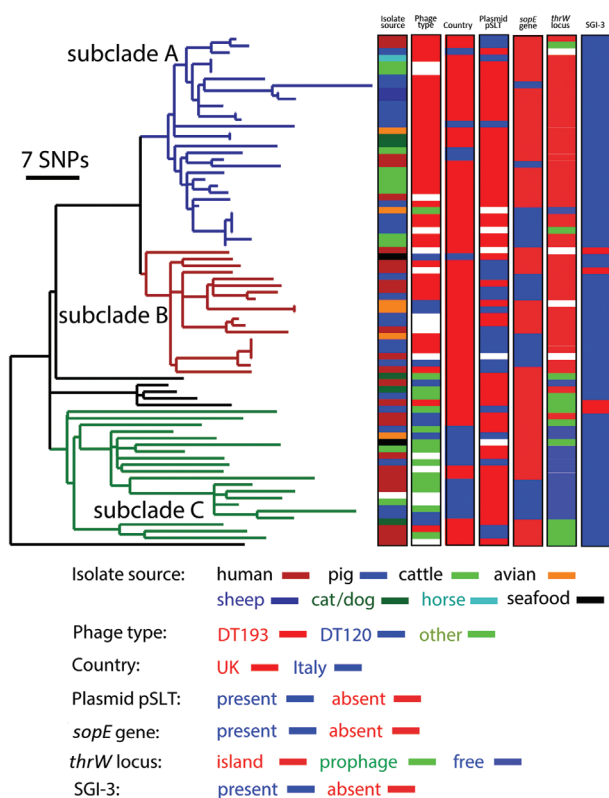 Isolate source
Phage type
Country
Plasmid pSLT
sopE gene
thrW locus
SGI-3
subclade A
7 SNPs
subclade B
subclade C
Isolate source: human pig cattle avian
sheep cat/dog horse seafood
Phage type: DT193 DT120 other
Country: UK Italy
Plasmid pSLT: present absent
sopE gene: present absent
thrW locus: island prophage free
SGI-3: present absent